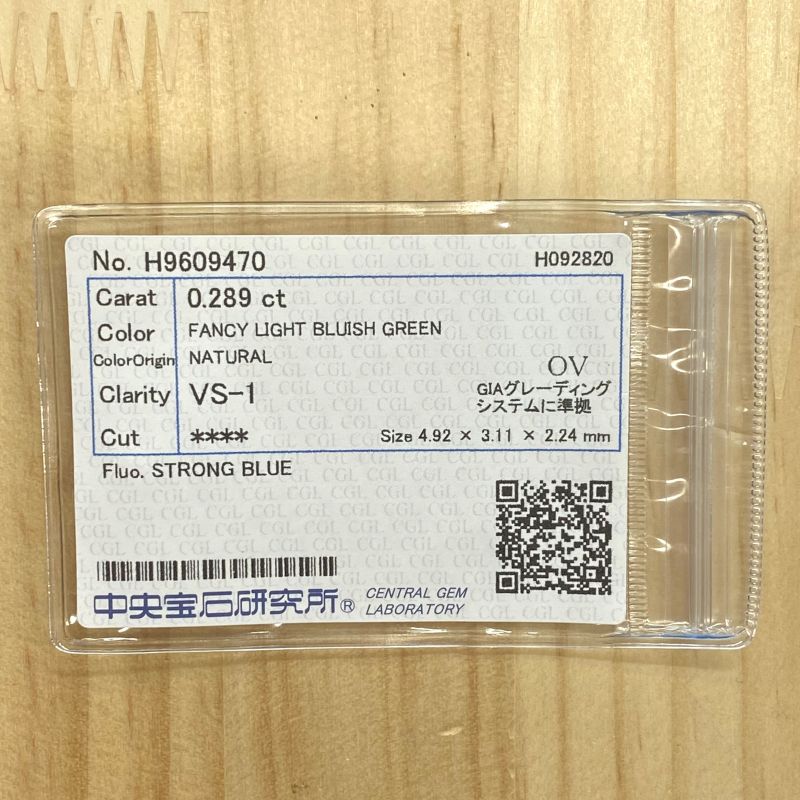 No. H9609470 H092820
Carat 0.289 ct
Color FANCY LIGHT BLUISH GREEN
ColorOrigin NATURAL
OV
Clarity VS-1
GIAグレーディング
システムに準拠
Cut ****
Size 4.92 × 3.11 × 2.24 mm
Fluo. STRONG BLUE
中央宝石研究所® CENTRAL GEM
LABORATORY